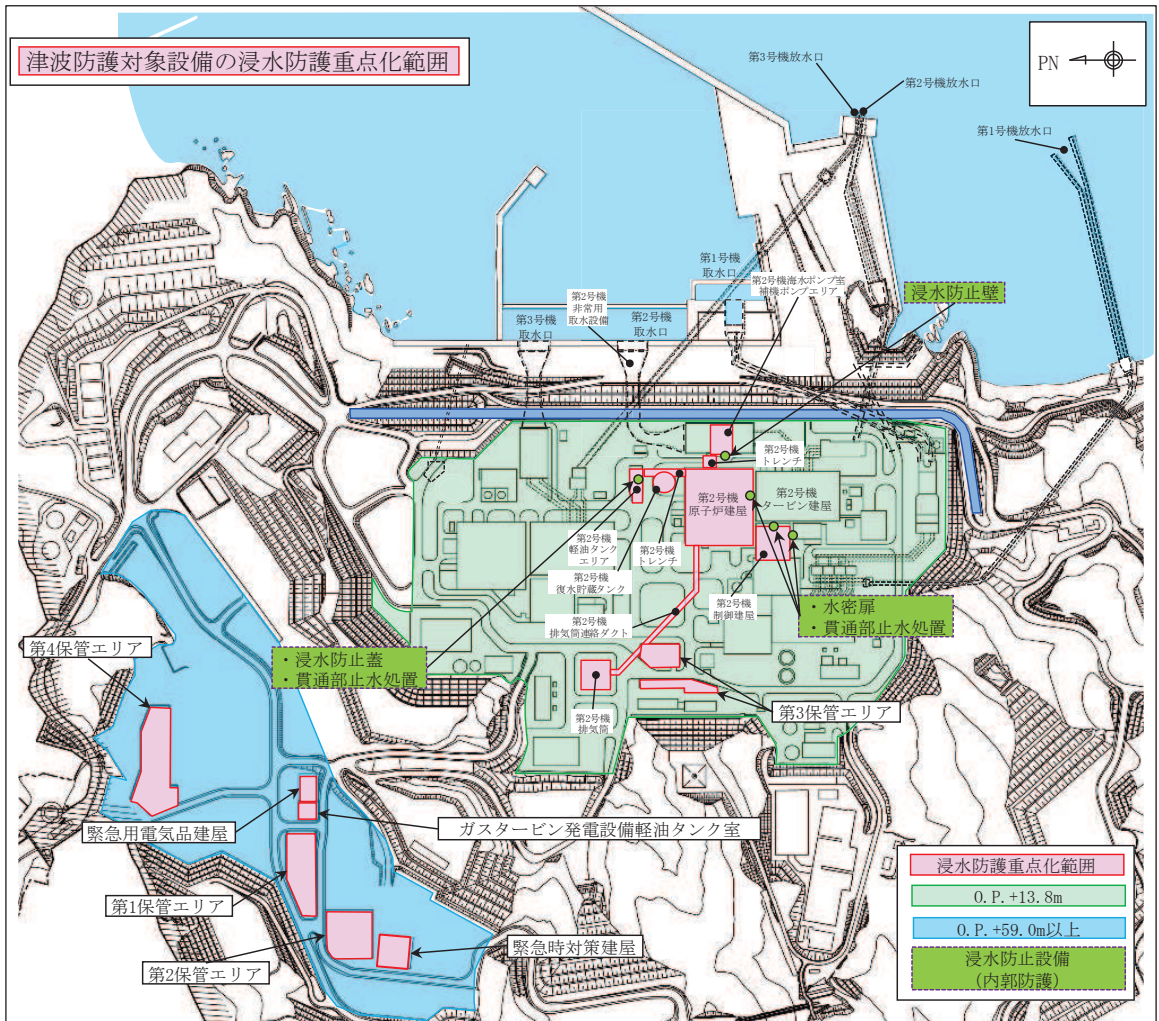 津波防護対象設備の浸水防護重点化範囲
PN
第3号機放水口
第2号機放水口
第1号機放水口
第1号機
取水口
第2号機海水ポンプ室
補機ポンプエリア
浸水防止壁
第2号機
非常用
取水設備
第3号機
取水口
第2号機
取水口
第2号機
トレンチ
第2号機
原子炉建屋
第2号機
タービン建屋
第2号機
軽油タンク
エリア
第2号機
トレンチ
第2号機
復水貯蔵タンク
第2号機
制御建屋
・水密扉
・貫通部止水処置
第2号機
排気筒連絡ダクト
・浸水防止蓋
・貫通部止水処置
第4保管エリア
第3保管エリア
第2号機
排気筒
緊急用電気品建屋
ガスタービン発電設備軽油タンク室
第1保管エリア
第2保管エリア
緊急時対策建屋
浸水防護重点化範囲
O.P.+13.8m
O.P.+59.0m以上
浸水防止設備
(内郭防護)